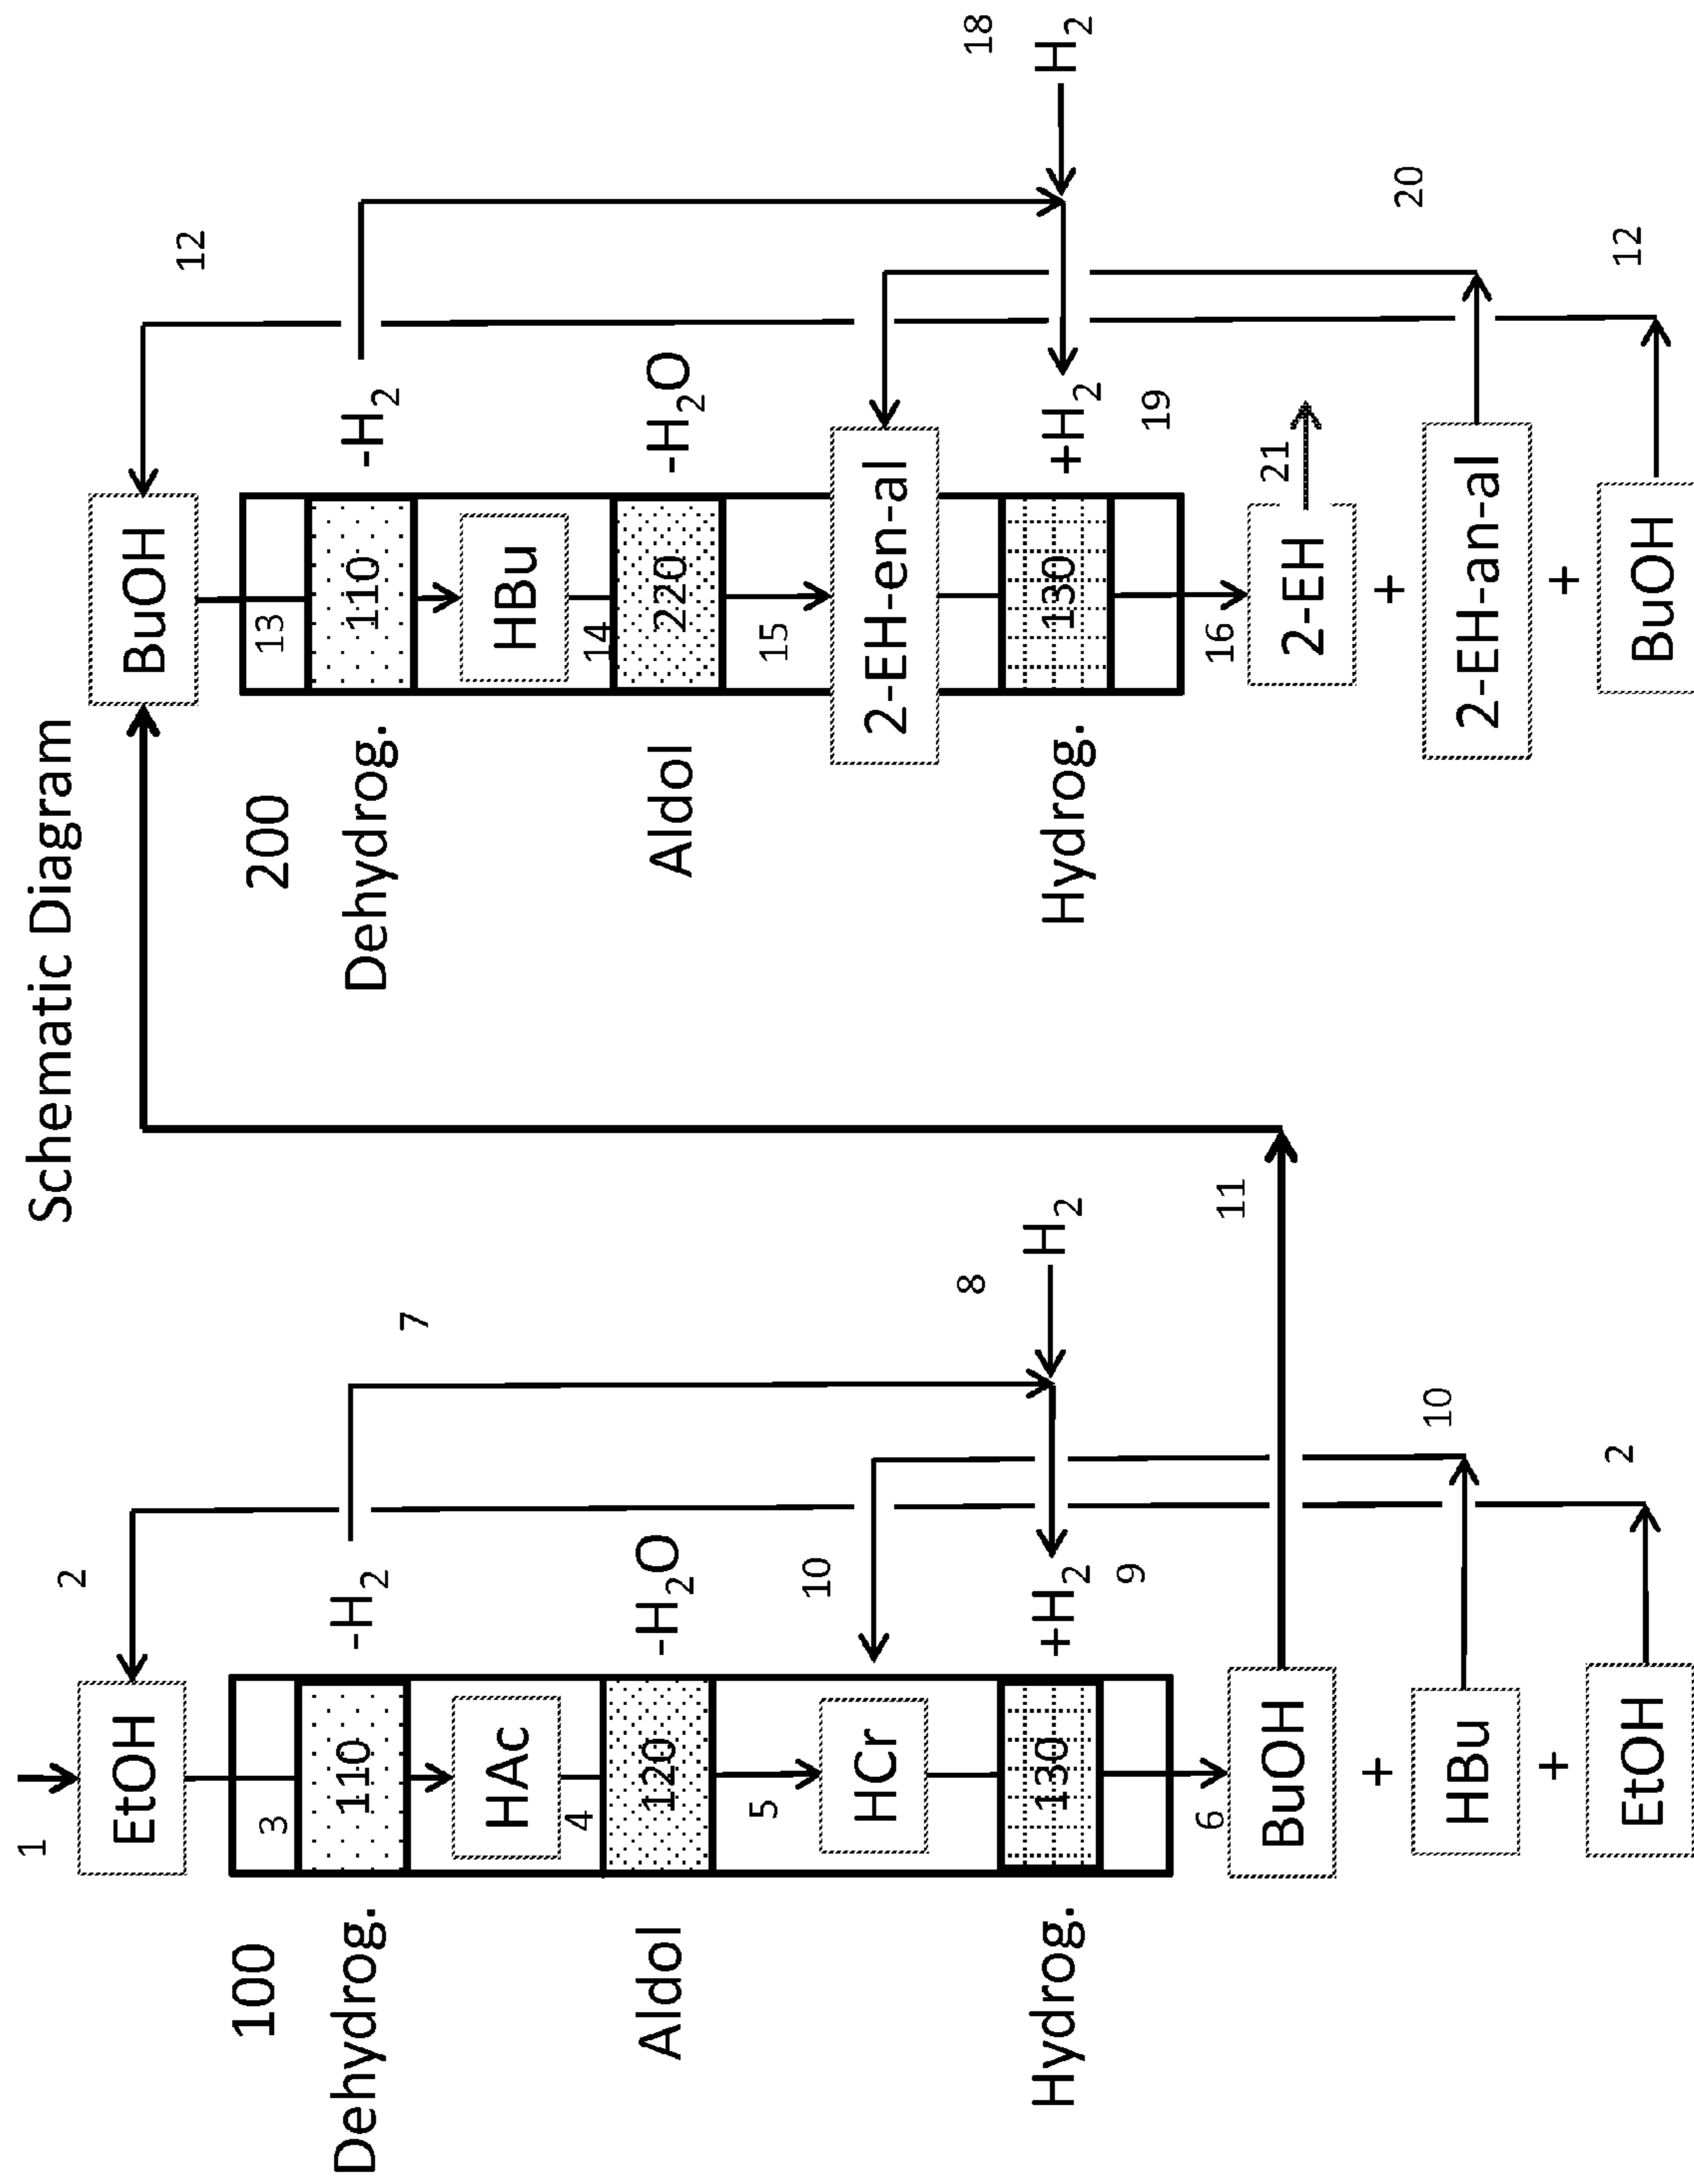 Schematic Diagram
1
EtOH
2
100
3
Dehydrog.
110
-H2
7
HAc
4
Aldol
120
-H2O
5
HCr
10
8
H2
Hydrog.
130
+H2
9
6
BuOH
11
+
HBu
10
+
EtOH
2
BuOH
12
200
13
Dehydrog.
110
-H2
HBu
14
Aldol
220
-H2O
15
2-EH-en-al
18
H2
Hydrog.
130
+H2
19
16
2-EH
21
+
2-EH-an-al
20
+
BuOH
12